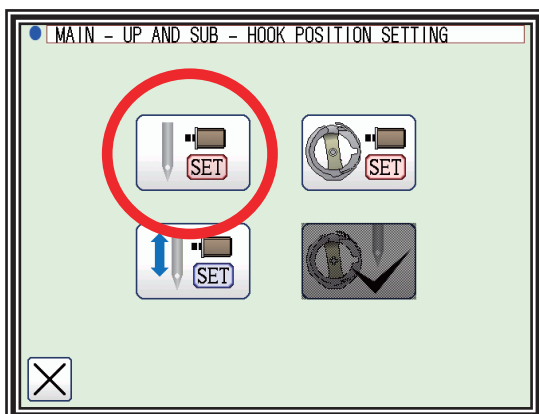 MAIN – UP AND SUB – HOOK POSITION SETTING
SET
SET
SET